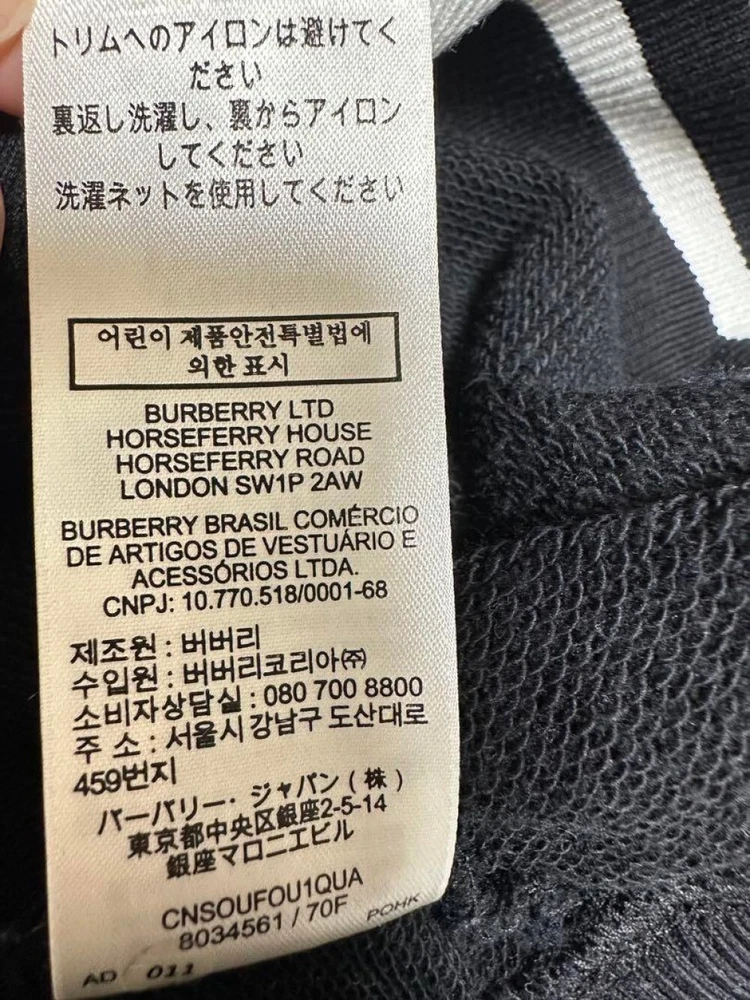 トリムへのアイロンは避けてく
ださい
裏返し洗濯し、裏からアイロン
してください
洗濯ネットを使用してください
어린이 제품안전특별법에
의한 표시
BURBERRY LTD
HORSEFERRY HOUSE
HORSEFERRY ROAD
LONDON SW1P 2AW
BURBERRY BRASIL COMÉRCIO
DE ARTIGOS DE VESTUÁRIO E
ACESSÓRIOS LTDA.
CNPJ: 10.770.518/0001-68
제조원 : 버버리
수입원 : 버버리코리아㈜
소비자상담실 : 080 700 8800
주 소 : 서울시 강남구 도산대로
459번지
バーバリー・ジャパン(株)
東京都中央区銀座2-5-14
銀座マロニエビル
CNSOUFOU1QUA
8034561 / 70F
POHK
AD 011